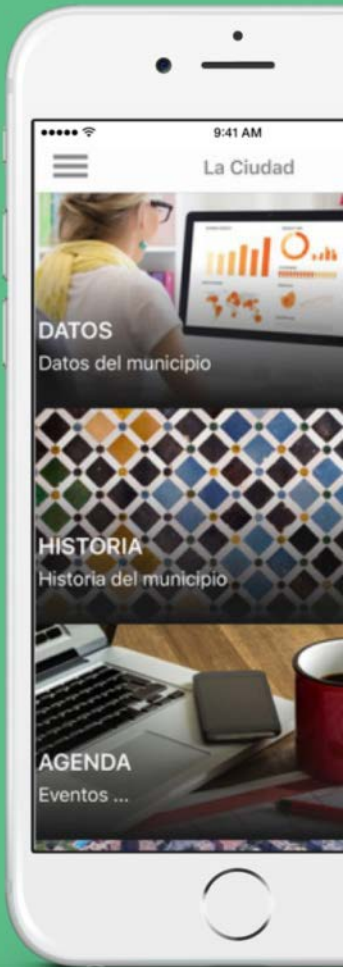 9:41 AM
La Ciudad
DATOS
Datos del municipio
HISTORIA
Historia del municipio
AGENDA
Eventos ...